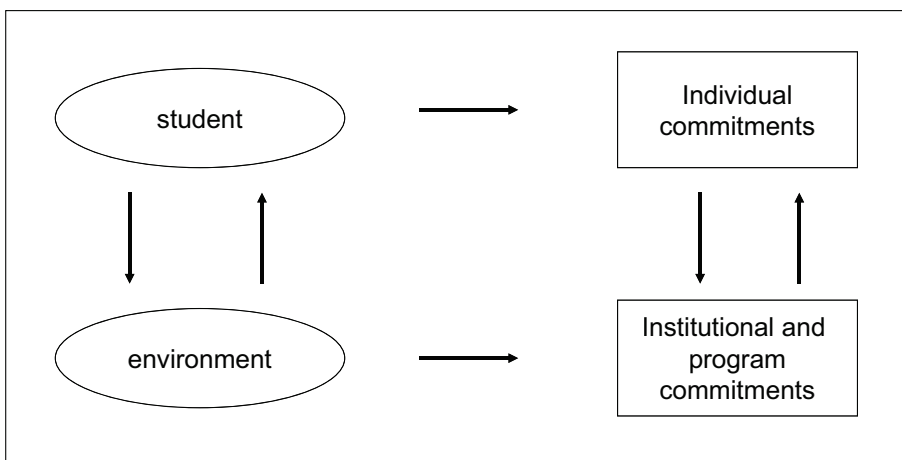 student
Individual
commitments
environment
Institutional and
program
commitments